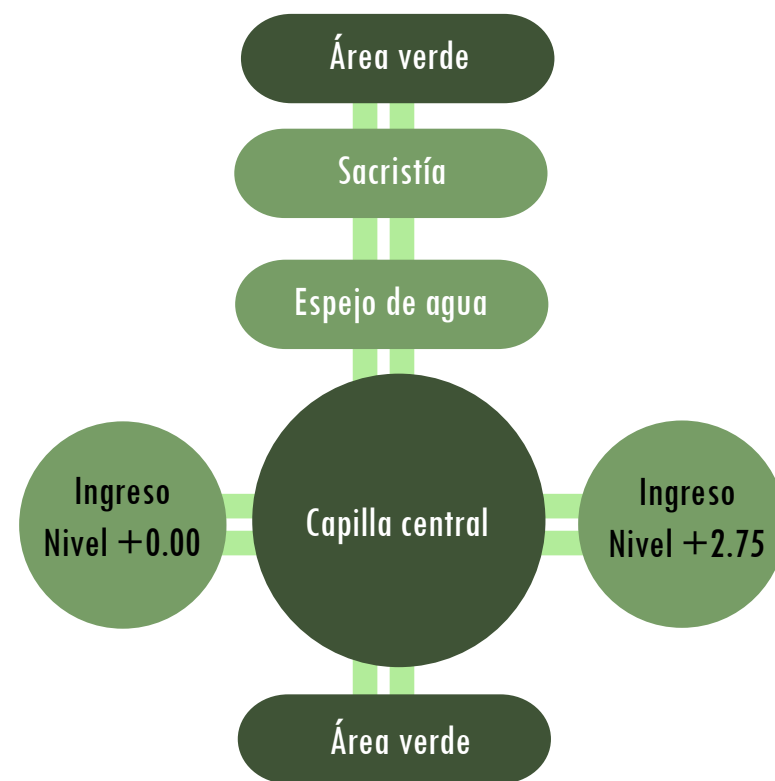 Área verde
Sacristía
Espejo de agua
Ingreso
Nivel +0.00
Capilla central
Ingreso
Nivel +2.75
Área verde